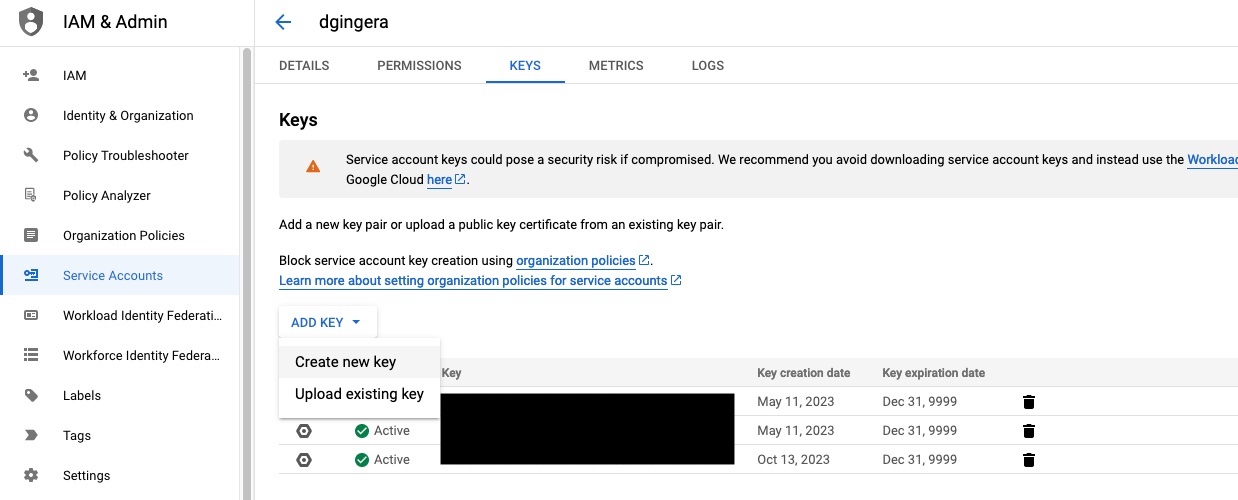 IAM & Admin
dgingera
IAM
Identity & Organization
Policy Troubleshooter
Policy Analyzer
Organization Policies
Service Accounts
Workload Identity Federati...
Workforce Identity Federa...
Labels
Tags
Settings
DETAILS PERMISSIONS KEYS METRICS LOGS
Keys
Service account keys could pose a security risk if compromised. We recommend you avoid downloading service account keys and instead use the Workload
Google Cloud here.
Add a new key pair or upload a public key certificate from an existing key pair.
Block service account key creation using organization policies.
Learn more about setting organization policies for service accounts
ADD KEY
Create new key
Upload existing key
Key Key creation date Key expiration date
May 11, 2023 Dec 31, 9999
Active May 11, 2023 Dec 31, 9999
Active Oct 13, 2023 Dec 31, 9999